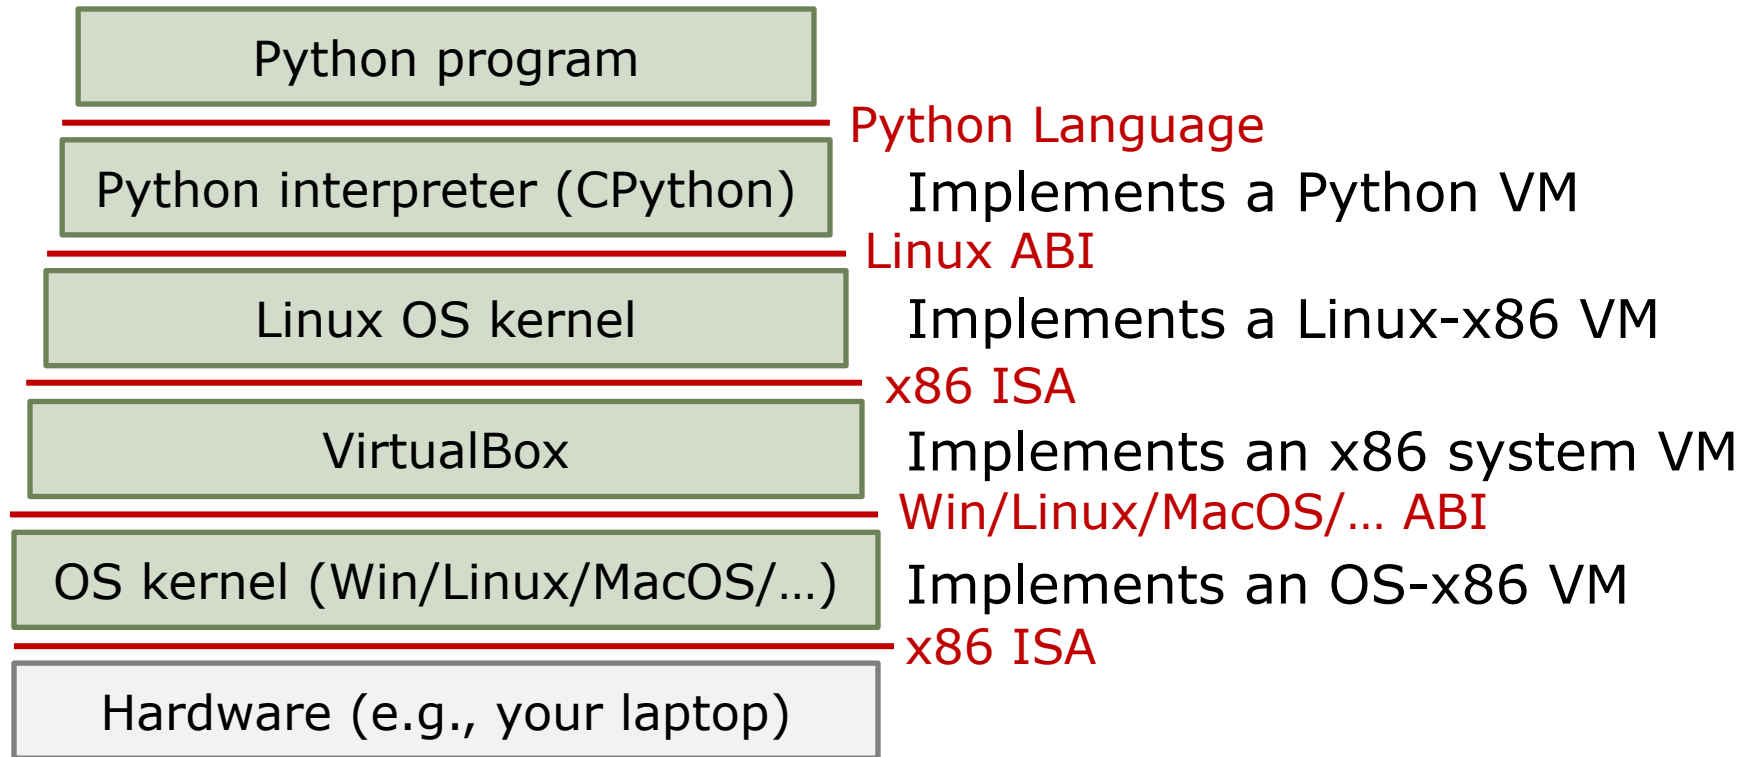 Python program
Python Language
Python interpreter (CPython)
Implements a Python VM
Linux ABI
Linux OS kernel
Implements a Linux-x86 VM
x86 ISA
VirtualBox
Implements an x86 system VM
Win/Linux/MacOS/… ABI
OS kernel (Win/Linux/MacOS/…)
Implements an OS-x86 VM
x86 ISA
Hardware (e.g., your laptop)